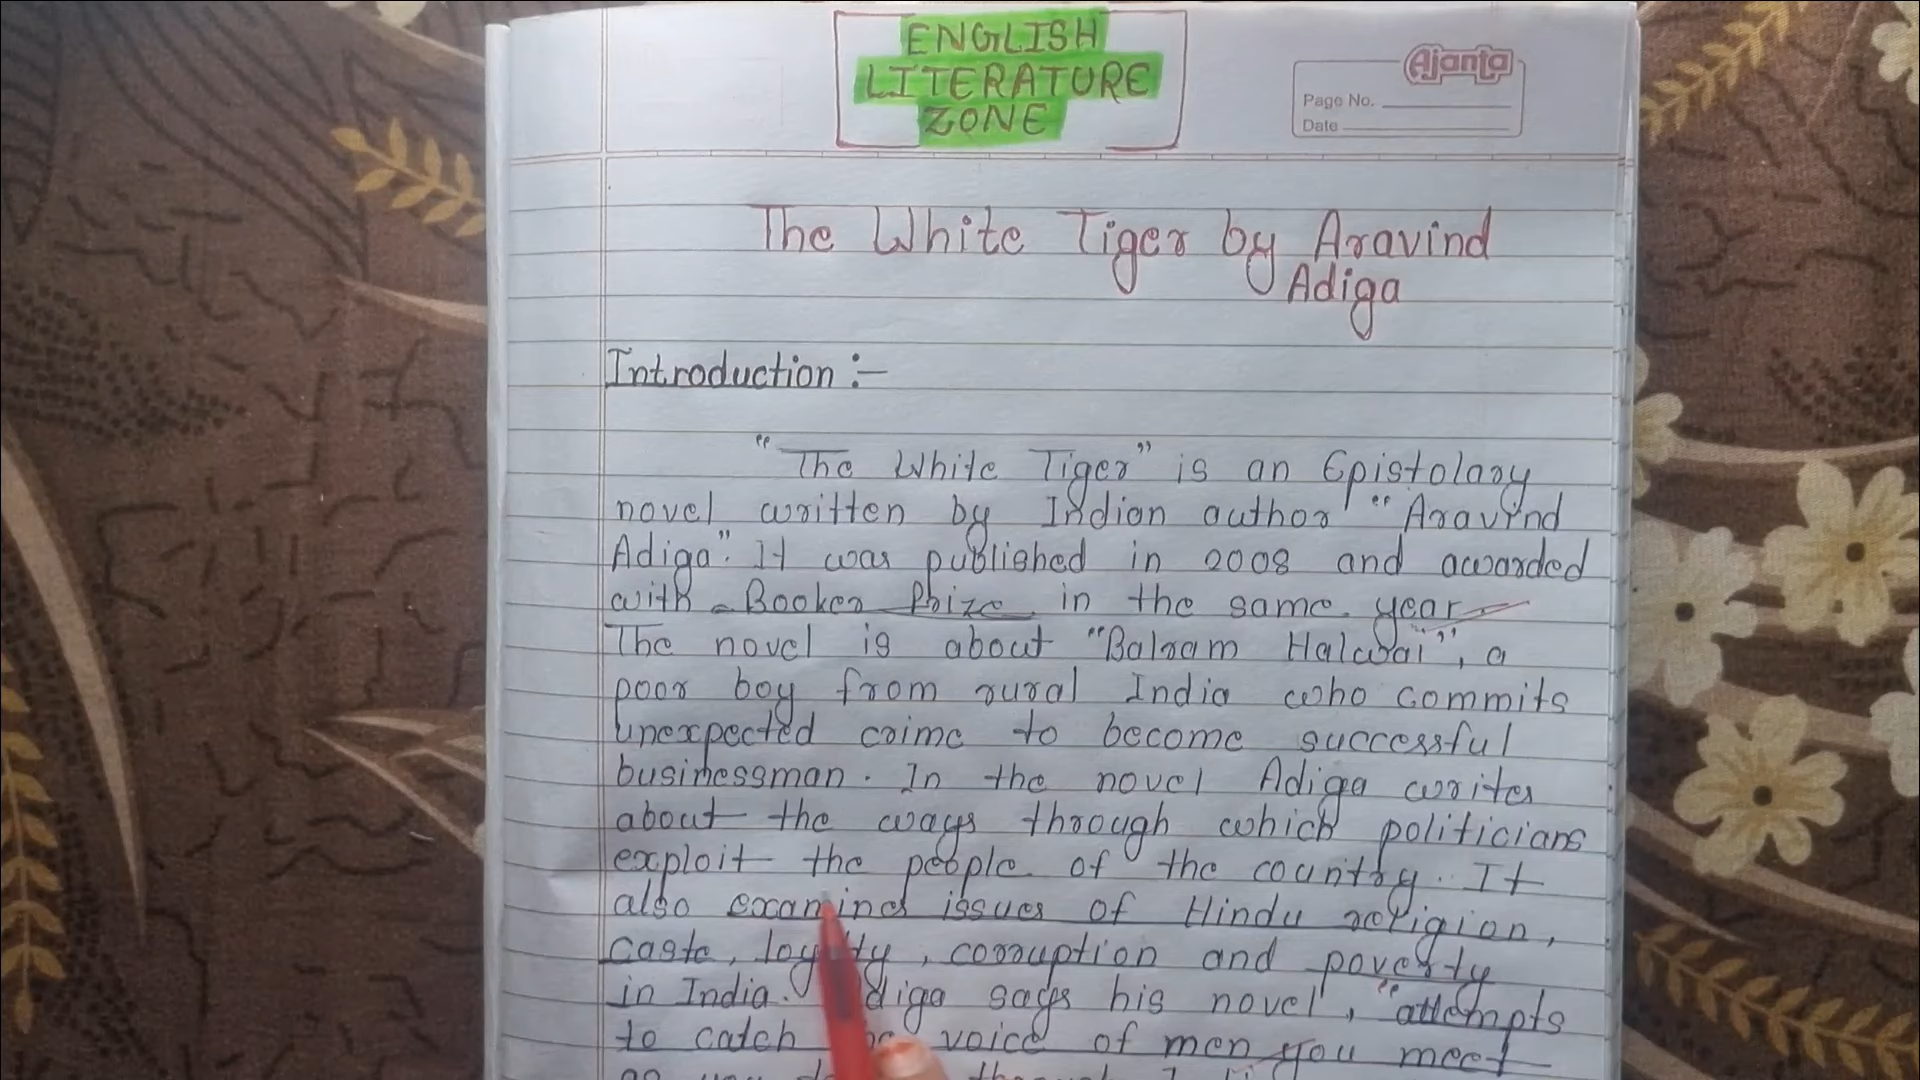 ENGLISH
LITERATURE
ZONE
Ajanta
Page No.
Date
The White Tiger by Aravind
Adiga
Introduction :-
"The White Tiger" is an Epistolary
novel written by Indian author "Aravind
Adiga". It was published in 2008 and awarded
with Booker Prize in the same year
The novel is about "Balram Halwai", a
poor boy from rural India who commits
unexpected crime to become successful
businessman. In the novel Adiga writes
about the ways through which politicians
exploit the people of the country. It
also examines issues of Hindu religion,
caste, loyalty, corruption and poverty
in India. Adiga says his novel, "attempts
to catch voice of men you meet
as you